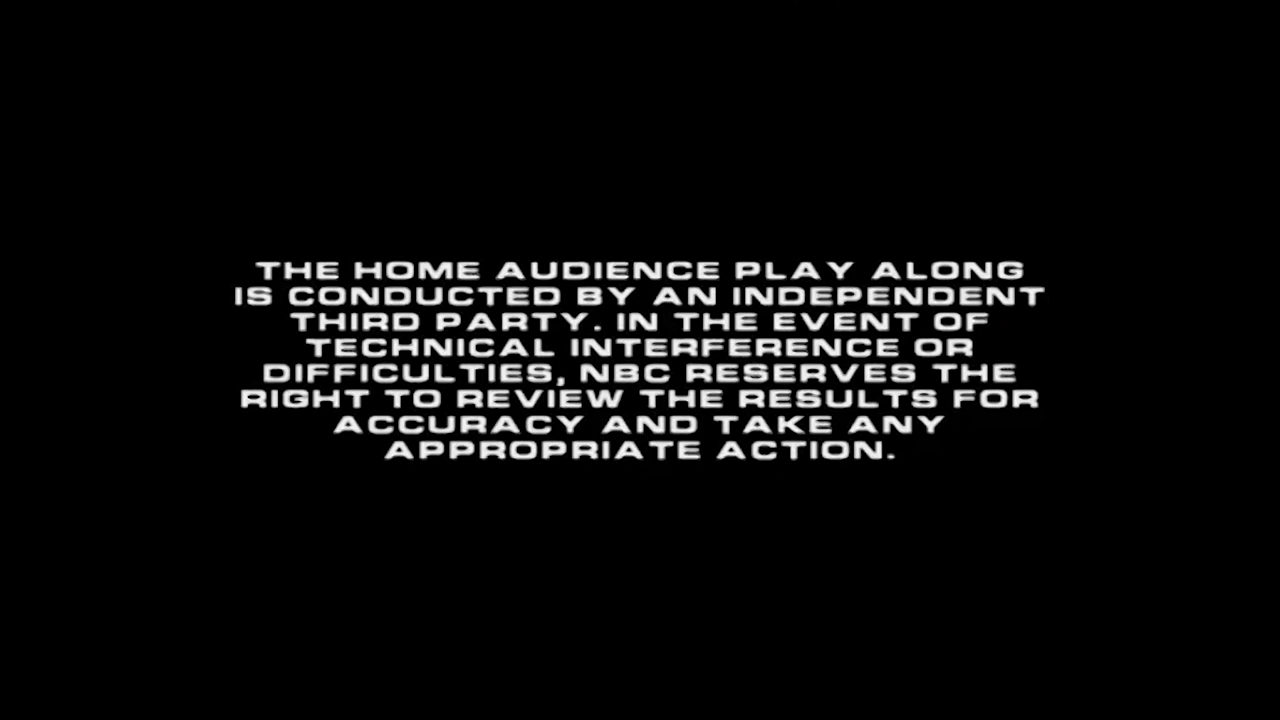 THE HOME AUDIENCE PLAY ALONG
IS CONDUCTED BY AN INDEPENDENT
THIRD PARTY. IN THE EVENT OF
TECHNICAL INTERFERENCE OR
DIFFICULTIES, NBC RESERVES THE
RIGHT TO REVIEW THE RESULTS FOR
ACCURACY AND TAKE ANY
APPROPRIATE ACTION.